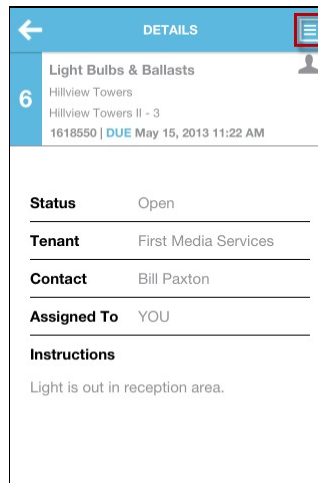 DETAILS
Light Bulbs & Ballasts
6
Hillview Towers
Hillview Towers II - 3
1618550 | DUE May 15, 2013 11:22 AM
Status Open
Tenant First Media Services
Contact Bill Paxton
Assigned To YOU
Instructions
Light is out in reception area.